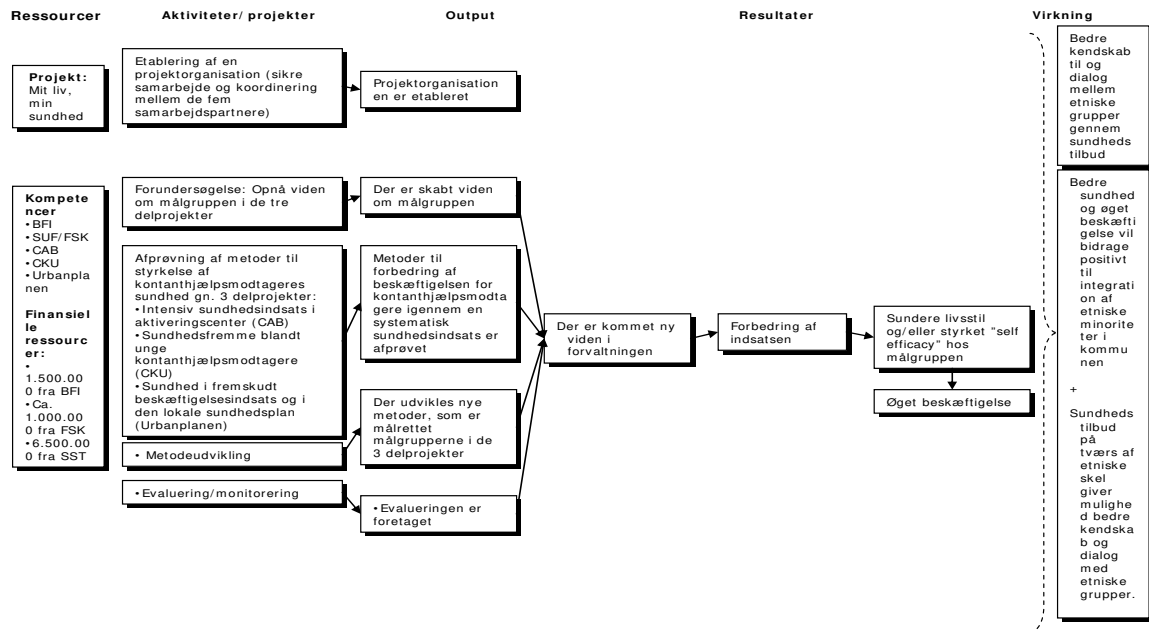 Ressourcer
Aktiviteter/ projekter
Output
Resultater
Virkning
Projekt:
Mit liv,
min
sundhed
Etablering af en
projektorganisation (sikre
samarbejde og koordinering
mellem de fem
samarbejdspartnere)
Projektorganisation
en er etableret
Kompete
ncer
•BFI
•SUF/FSK
•CAB
•CKU
•Urbanpla
nen
Finansiel
le
ressourc
er:
•
1.500.00
0 fra BFI
•Ca.
1.000.00
0 fra FSK
•6.500.00
0 fra SST
Forundersøgelse: Opnå viden
om målgruppen i de tre
delprojekter
Der er skabt viden
om målgruppen
Afprøvning af metoder til
styrkelse af
kontanthjælpsmodtageres
sundhed gn. 3 delprojekter:
•Intensiv sundhedsindsats i
aktiveringscenter (CAB)
•Sundhedsfremme blandt
unge
kontanthjælpsmodtagere
(CKU)
•Sundhed i fremskudt
beskæftigelsesindsats og i
den lokale sundhedsplan
(Urbanplanen)
Metoder til
forbedring af
beskæftigelsen for
kontanthjælpsmodta
gere igennem en
systematisk
sundhedsindsats er
afprøvet
• Metodeudvikling
Der udvikles nye
metoder, som er
målrettet
målgrupperne i de
3 delprojekter
•Evaluering/monitorering
•Evalueringen er
foretaget
Der er kommet ny
viden i
forvaltningen
Forbedring af
indsatsen
Sundere livsstil
og/eller styrket "self
efficacy" hos
målgruppen
Øget beskæftigelse
Bedre
kendskab
til og
dialog
mellem
etniske
grupper
gennem
sundheds
tilbud
Bedre
sundhed
og øget
beskæfti
gelse vil
bidrage
positivt
til
integrati
on af
etniske
minorite
ter i
kommu
nen
+
Sundheds
tilbud
på
tværs af
etniske
skel
giver
mulighe
d bedre
kendska
b og
dialog
med
etniske
grupper.